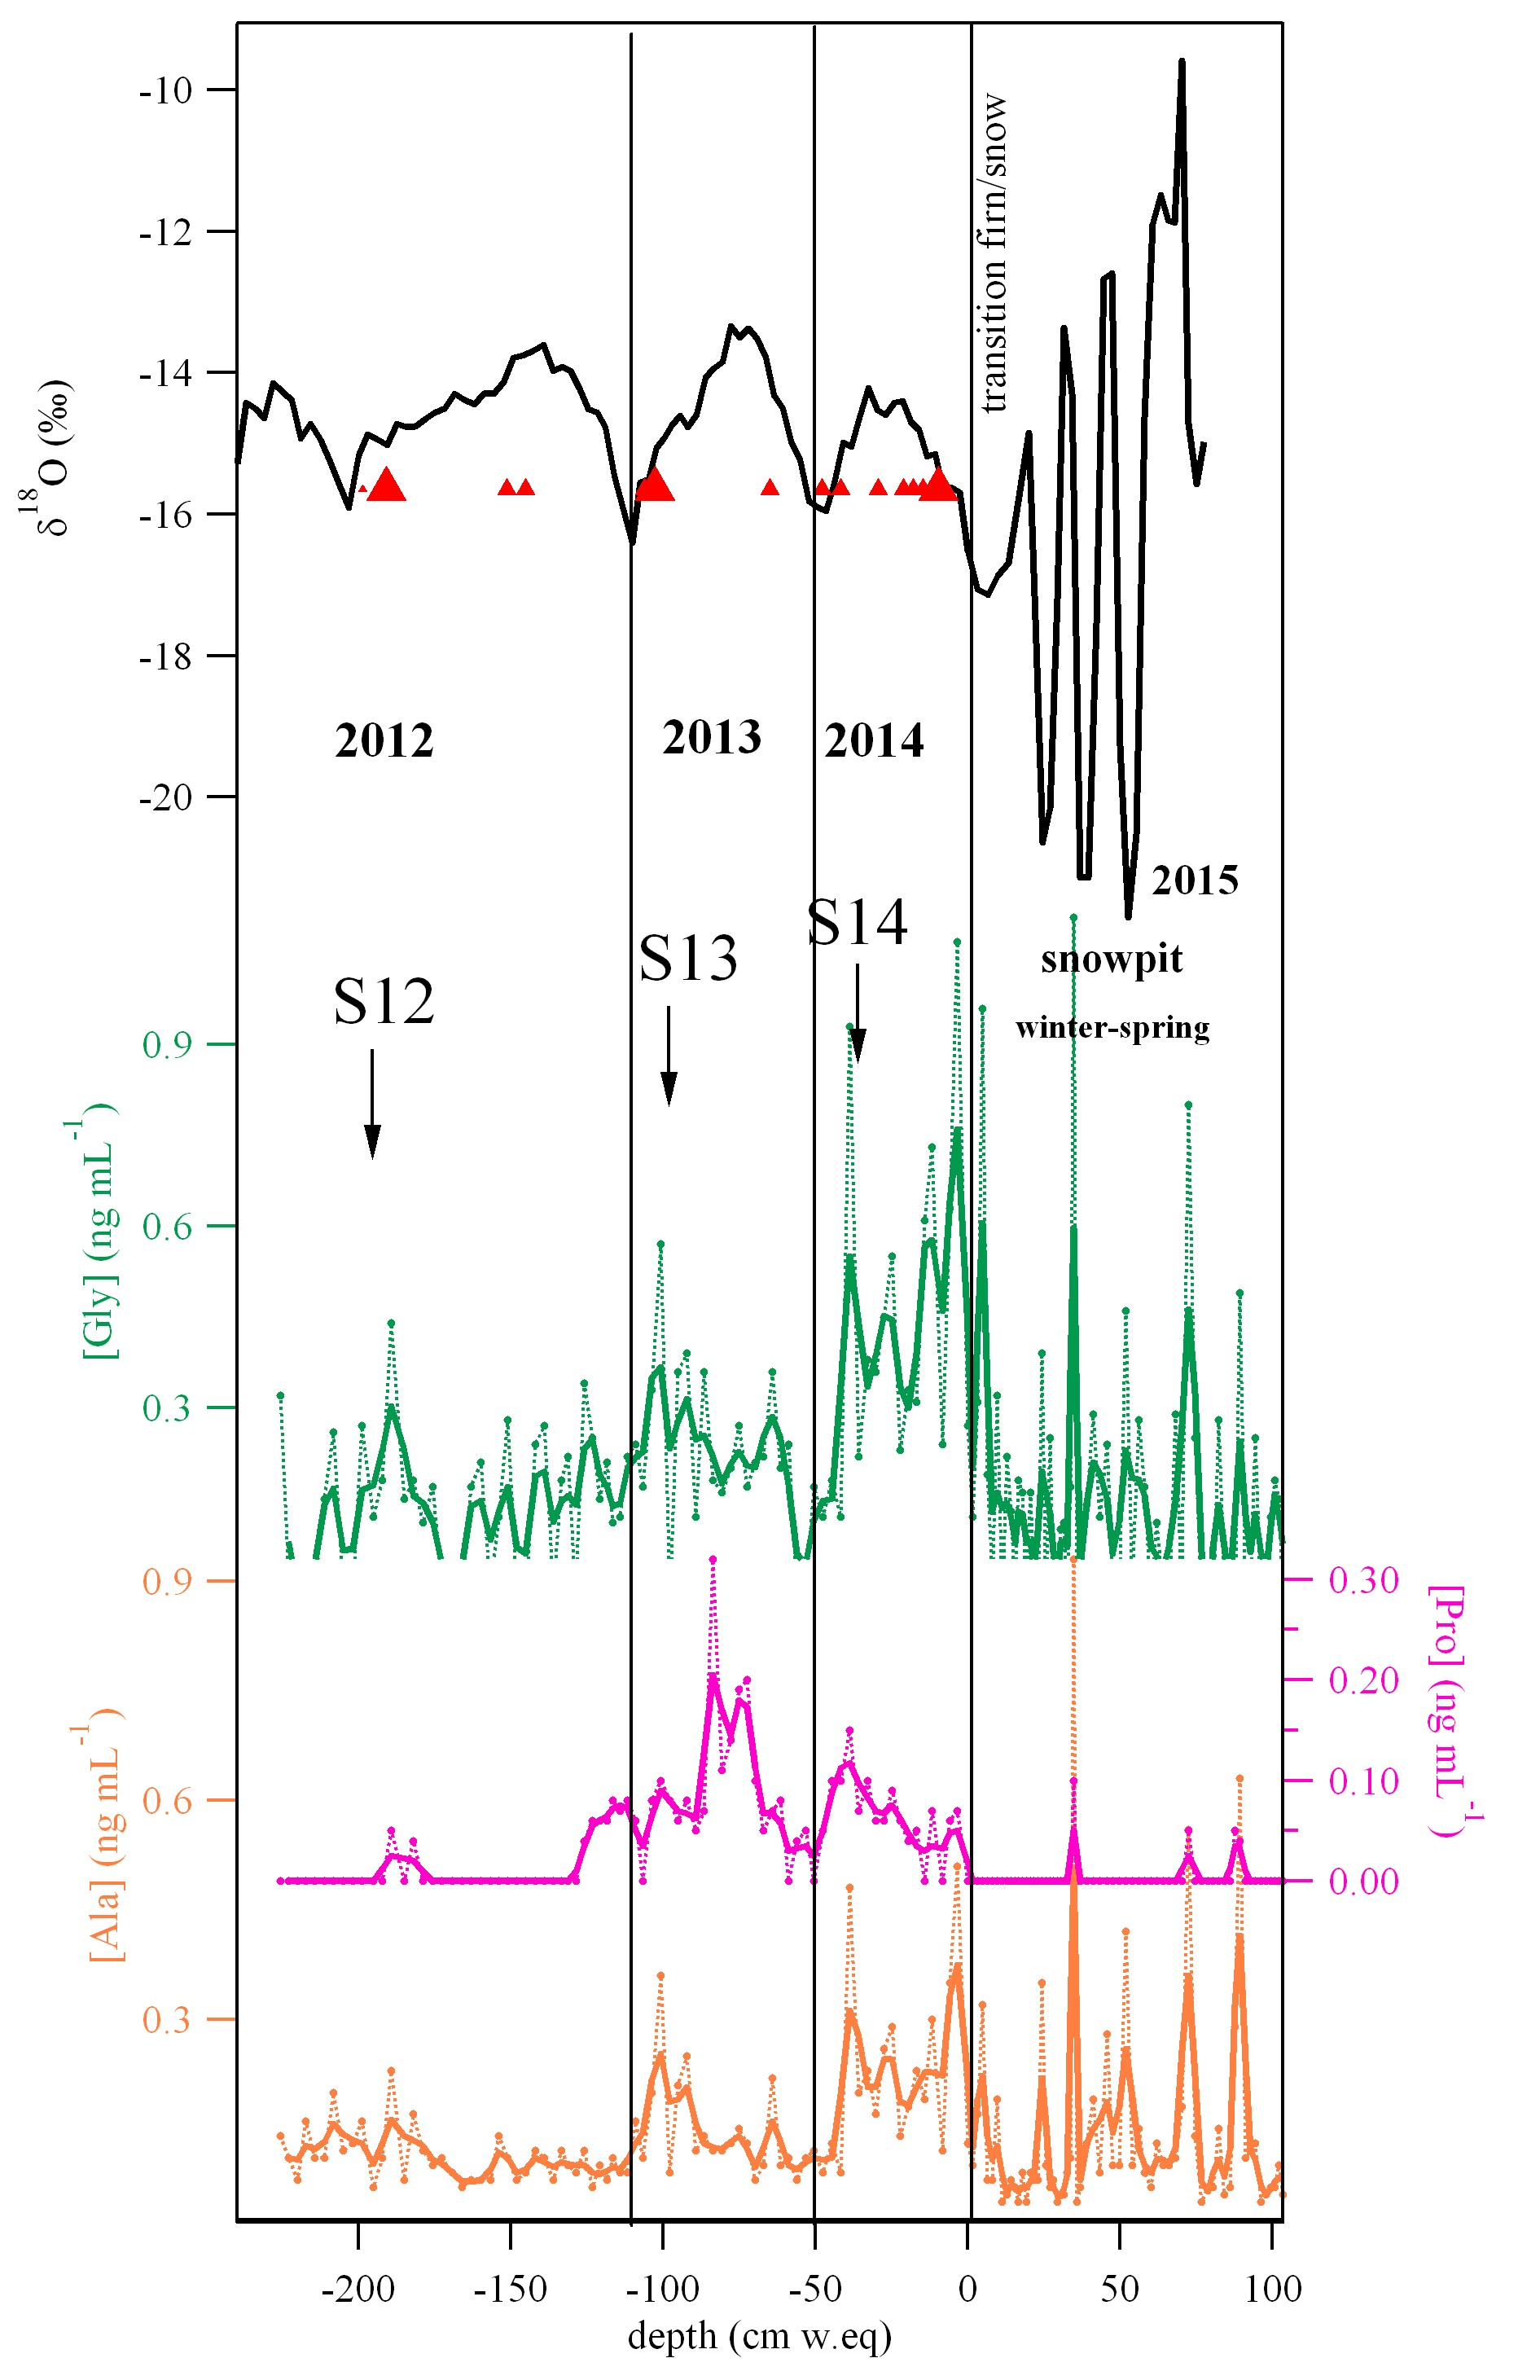 -10
-12
-14
-16
-18
-20
δ¹⁸O (‰)
transition firn/snow
2012
2013
2014
2015
snowpit
winter-spring
S12
S13
S14
0.9
0.6
0.3
[Gly] (ng mL⁻¹)
0.9
0.6
0.3
[Ala] (ng mL⁻¹)
0.30
0.20
0.10
0.00
[Pro] (ng mL⁻¹)
-200
-150
-100
-50
0
50
100
depth (cm w.eq)